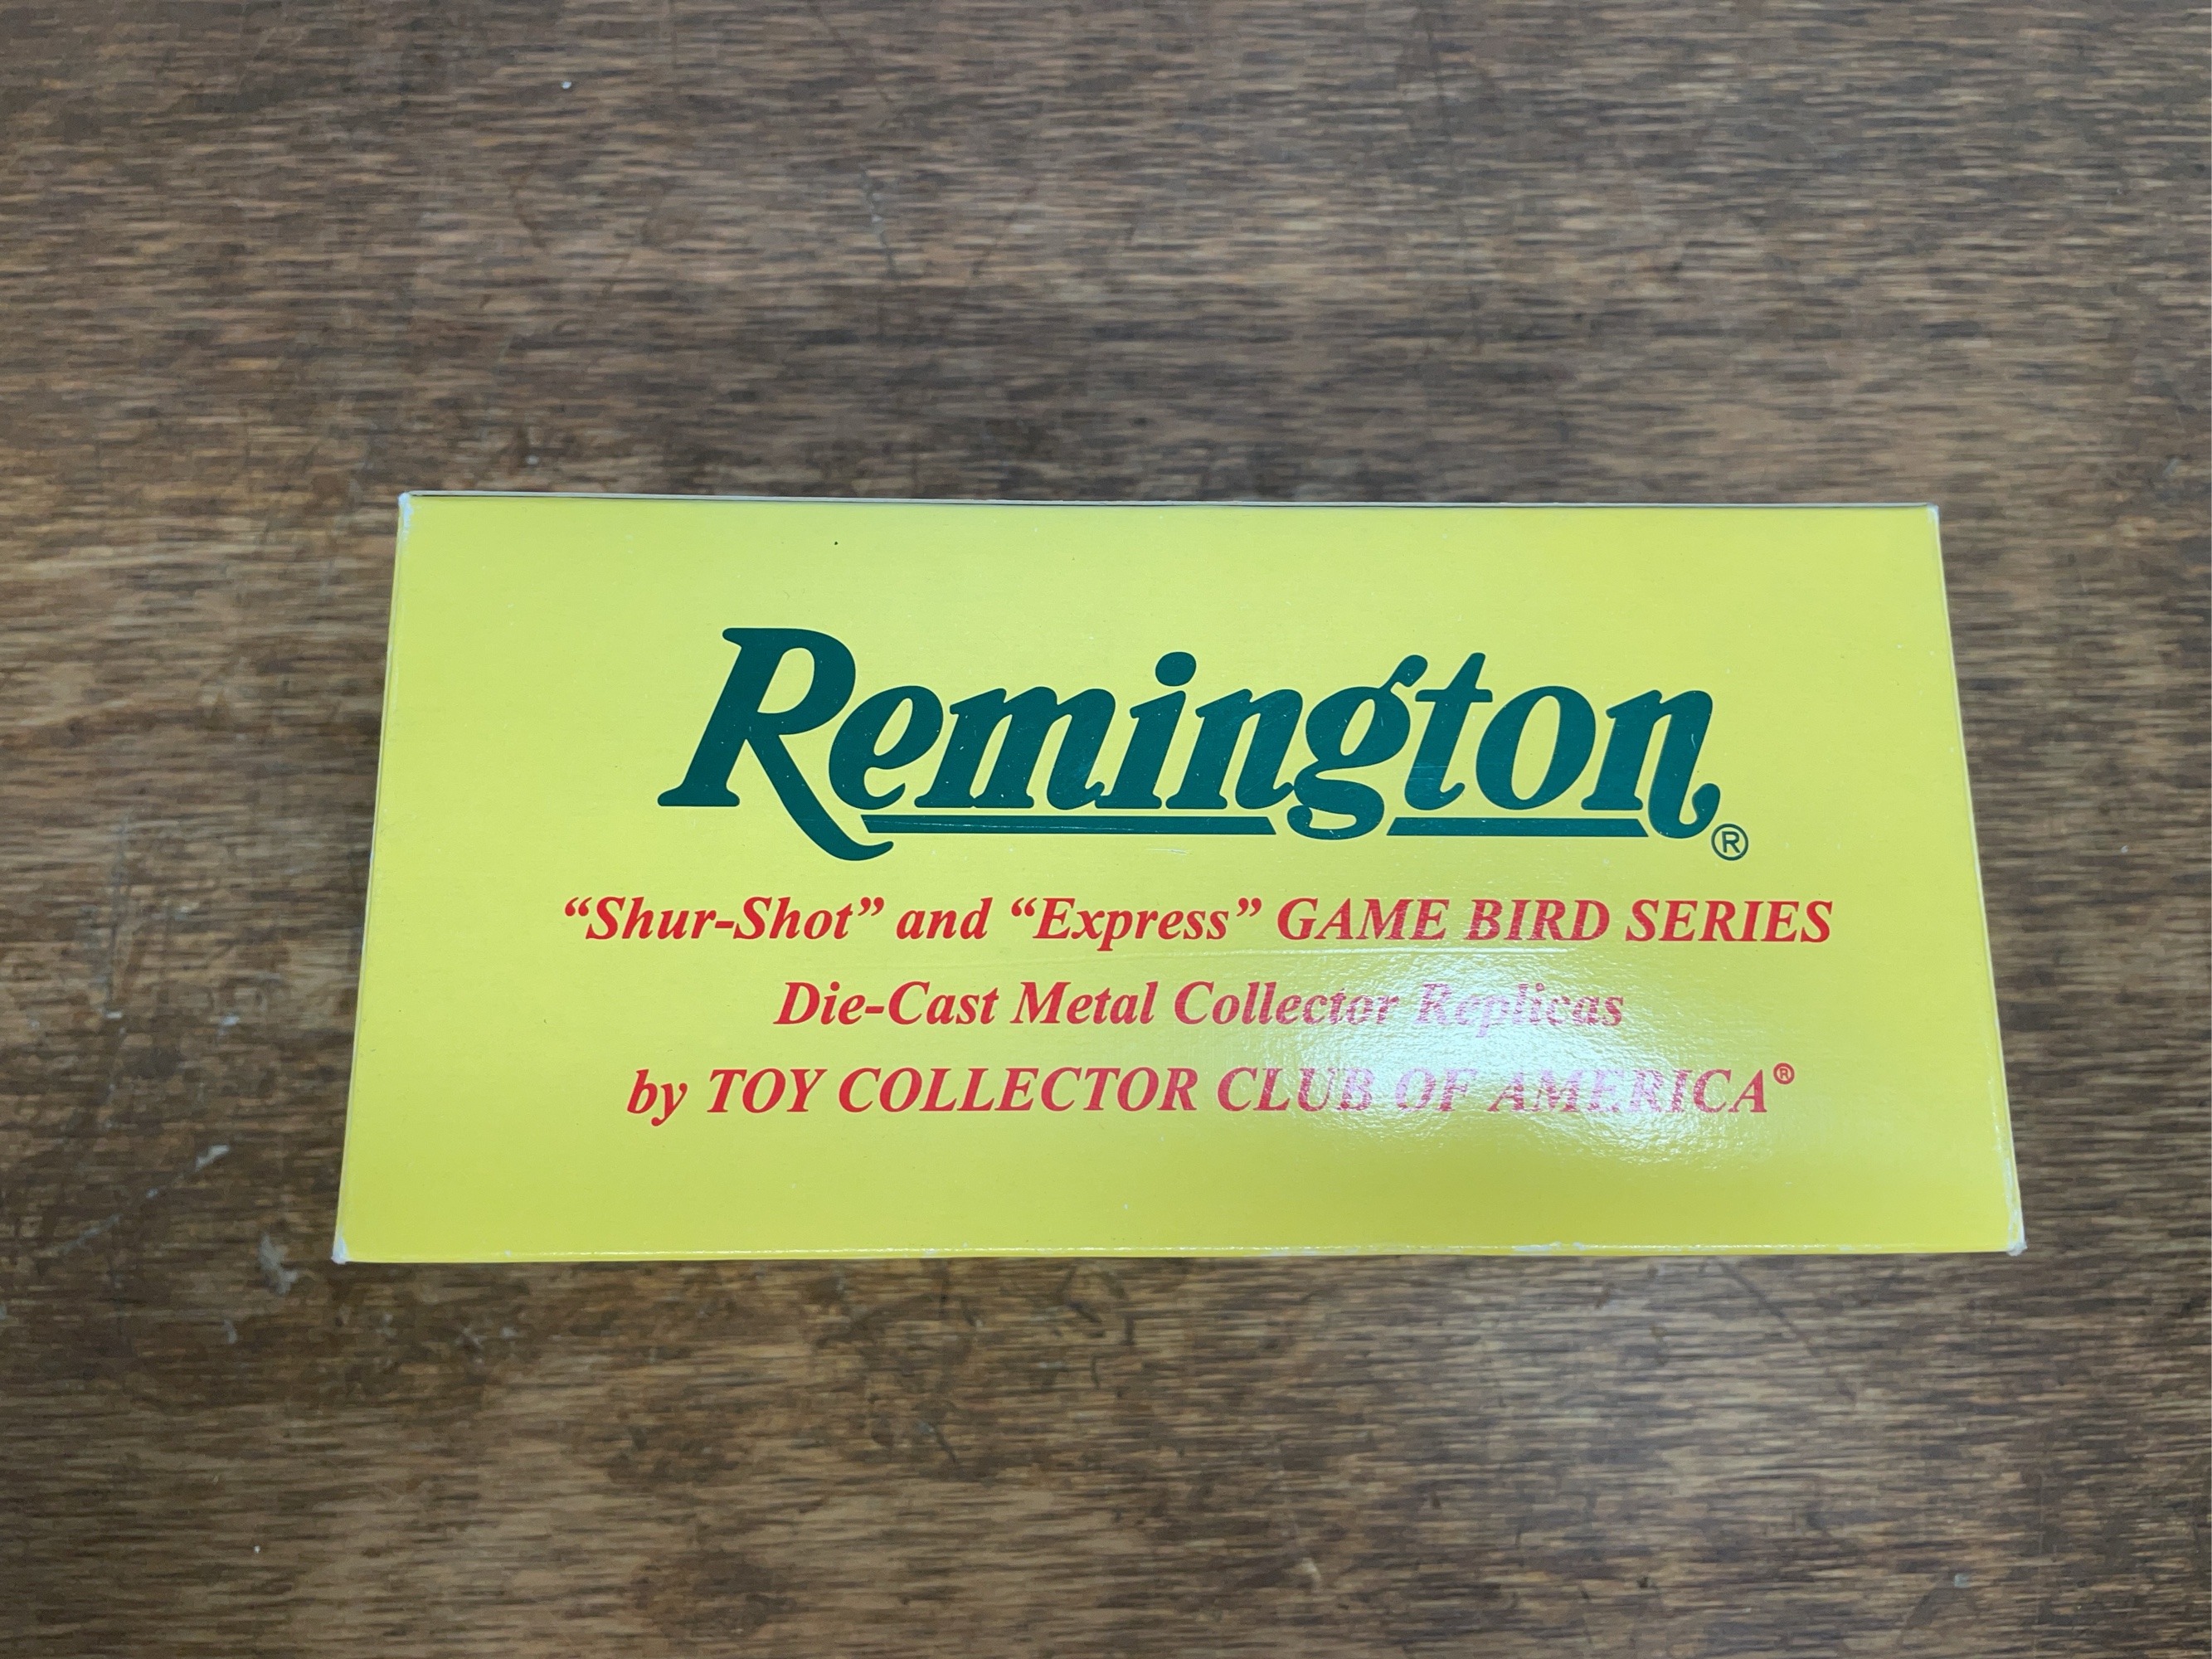 Remington®
“Shur-Shot” and “Express” GAME BIRD SERIES
Die-Cast Metal Collector Replicas
by TOY COLLECTOR CLUB OF AMERICA®